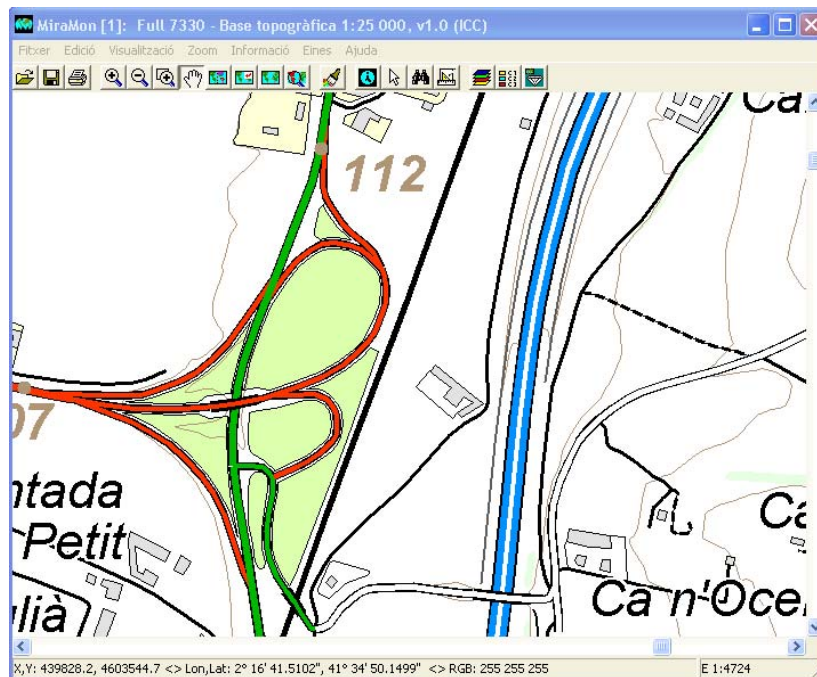 MiraMon [1]: Full 7330 - Base topogràfica 1:25 000, v1.0 (ICC)
Fitxer Edició Visualització Zoom Informació Eines Ajuda
Ca
112
07
ntada
Petit
Ca
Ca n'Ocel
lià
X,Y: 439828.2, 4603544.7 <> Lon,Lat: 2° 16' 41.5102", 41° 34' 50.1499" <> RGB: 255 255 255
E 1:4724